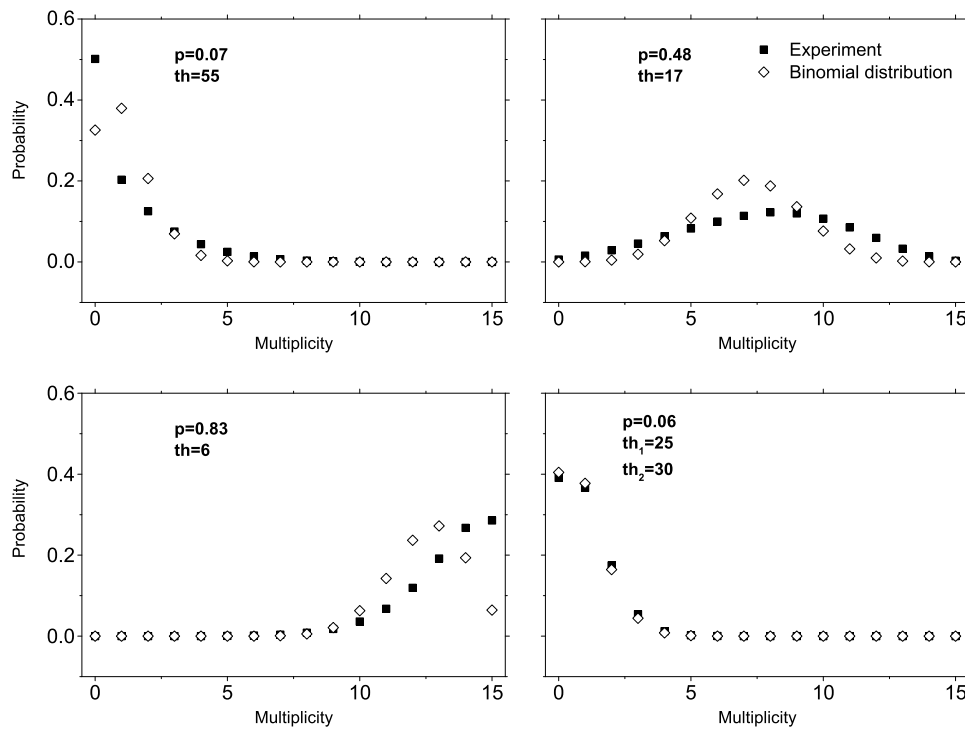 0.6
0.4
0.2
0.0
Probability
p=0.07
th=55
0 5 10 15
Multiplicity
p=0.48
th=17
Experiment
Binomial distribution
0 5 10 15
Multiplicity
0.6
0.4
0.2
0.0
Probability
p=0.83
th=6
0 5 10 15
Multiplicity
p=0.06
th₁=25
th₂=30
0 5 10 15
Multiplicity